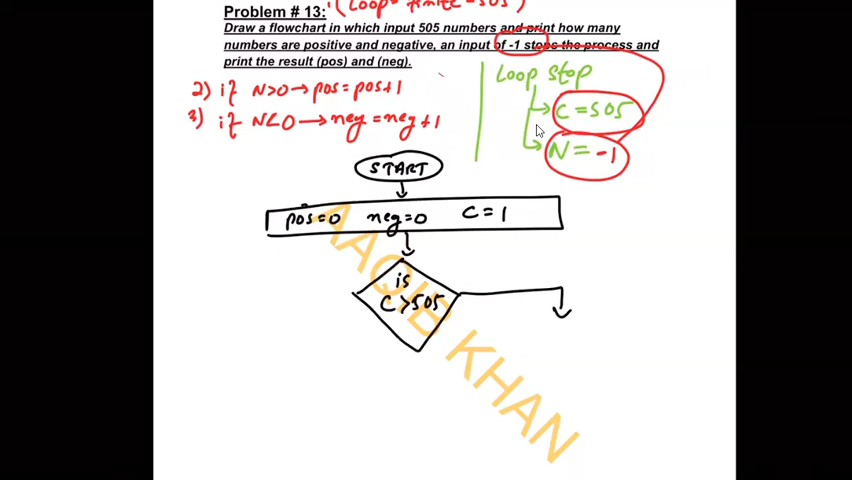 (Loop= finite =505)
Problem # 13:
Draw a flowchart in which input 505 numbers and print how many
numbers are positive and negative, an input of -1 stops the process and
print the result (pos) and (neg).
2) if N>0→pos=pos+1
3) if N<0→neg=neg+1
Loop stop
C=505
N=-1
START
pos=0 neg=0 C=1
is
C>505
AAQIB KHAN